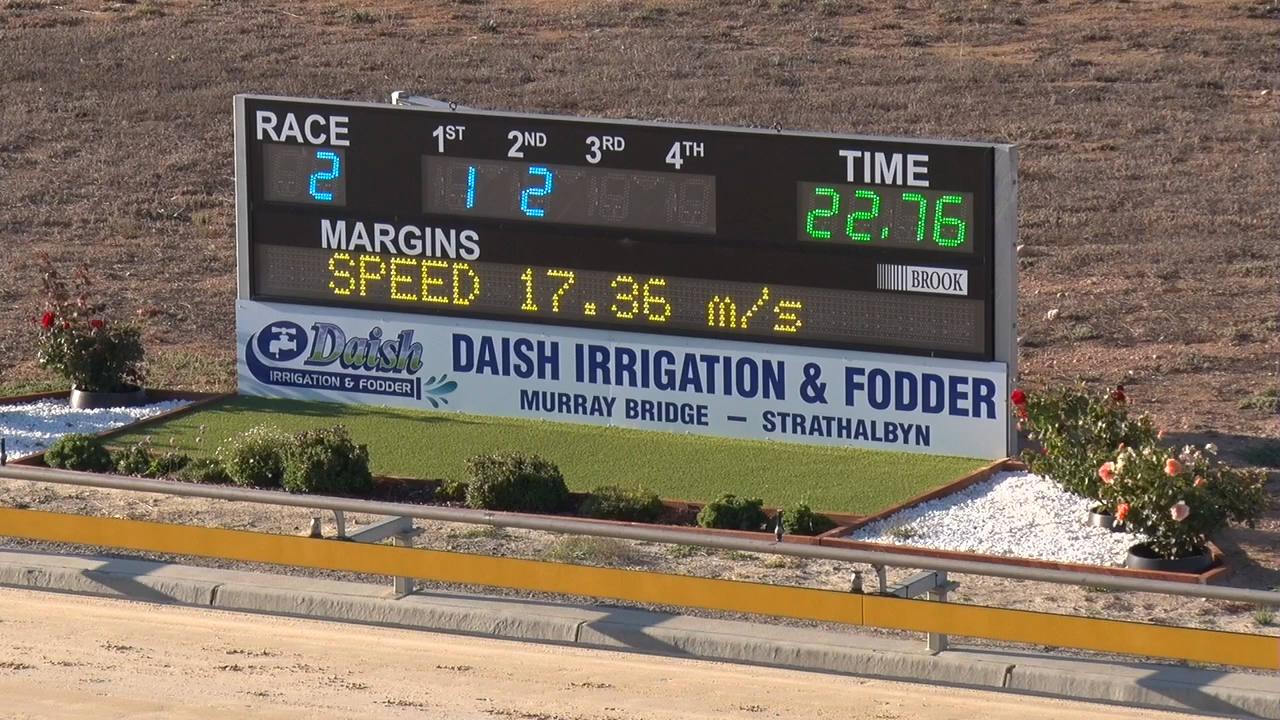 RACE 1ST 2ND 3RD 4TH TIME
2 1 2 22.76
MARGINS
BROOK
SPEED 17.36 m/s
Daish
IRRIGATION & FODDER
DAISH IRRIGATION & FODDER
MURRAY BRIDGE – STRATHALBYN